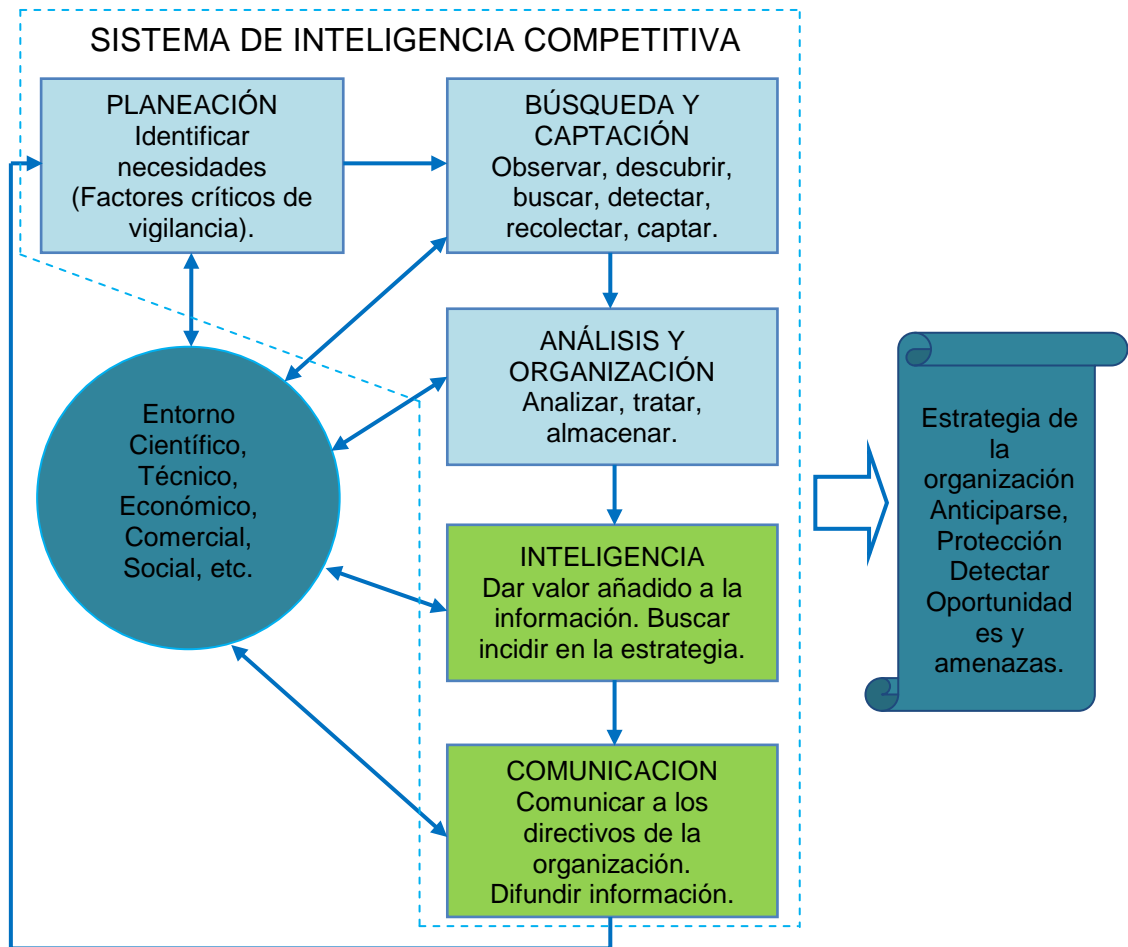 SISTEMA DE INTELIGENCIA COMPETITIVA
PLANEACIÓN
Identificar
necesidades
(Factores críticos de
vigilancia).
BÚSQUEDA Y
CAPTACIÓN
Observar, descubrir,
buscar, detectar,
recolectar, captar.
ANÁLISIS Y
ORGANIZACIÓN
Analizar, tratar,
almacenar.
Entorno
Científico,
Técnico,
Económico,
Comercial,
Social, etc.
INTELIGENCIA
Dar valor añadido a la
información. Buscar
incidir en la estrategia.
COMUNICACION
Comunicar a los
directivos de la
organización.
Difundir información.
Estrategia de
la
organización
Anticiparse,
Protección
Detectar
Oportunidad
es y
amenazas.